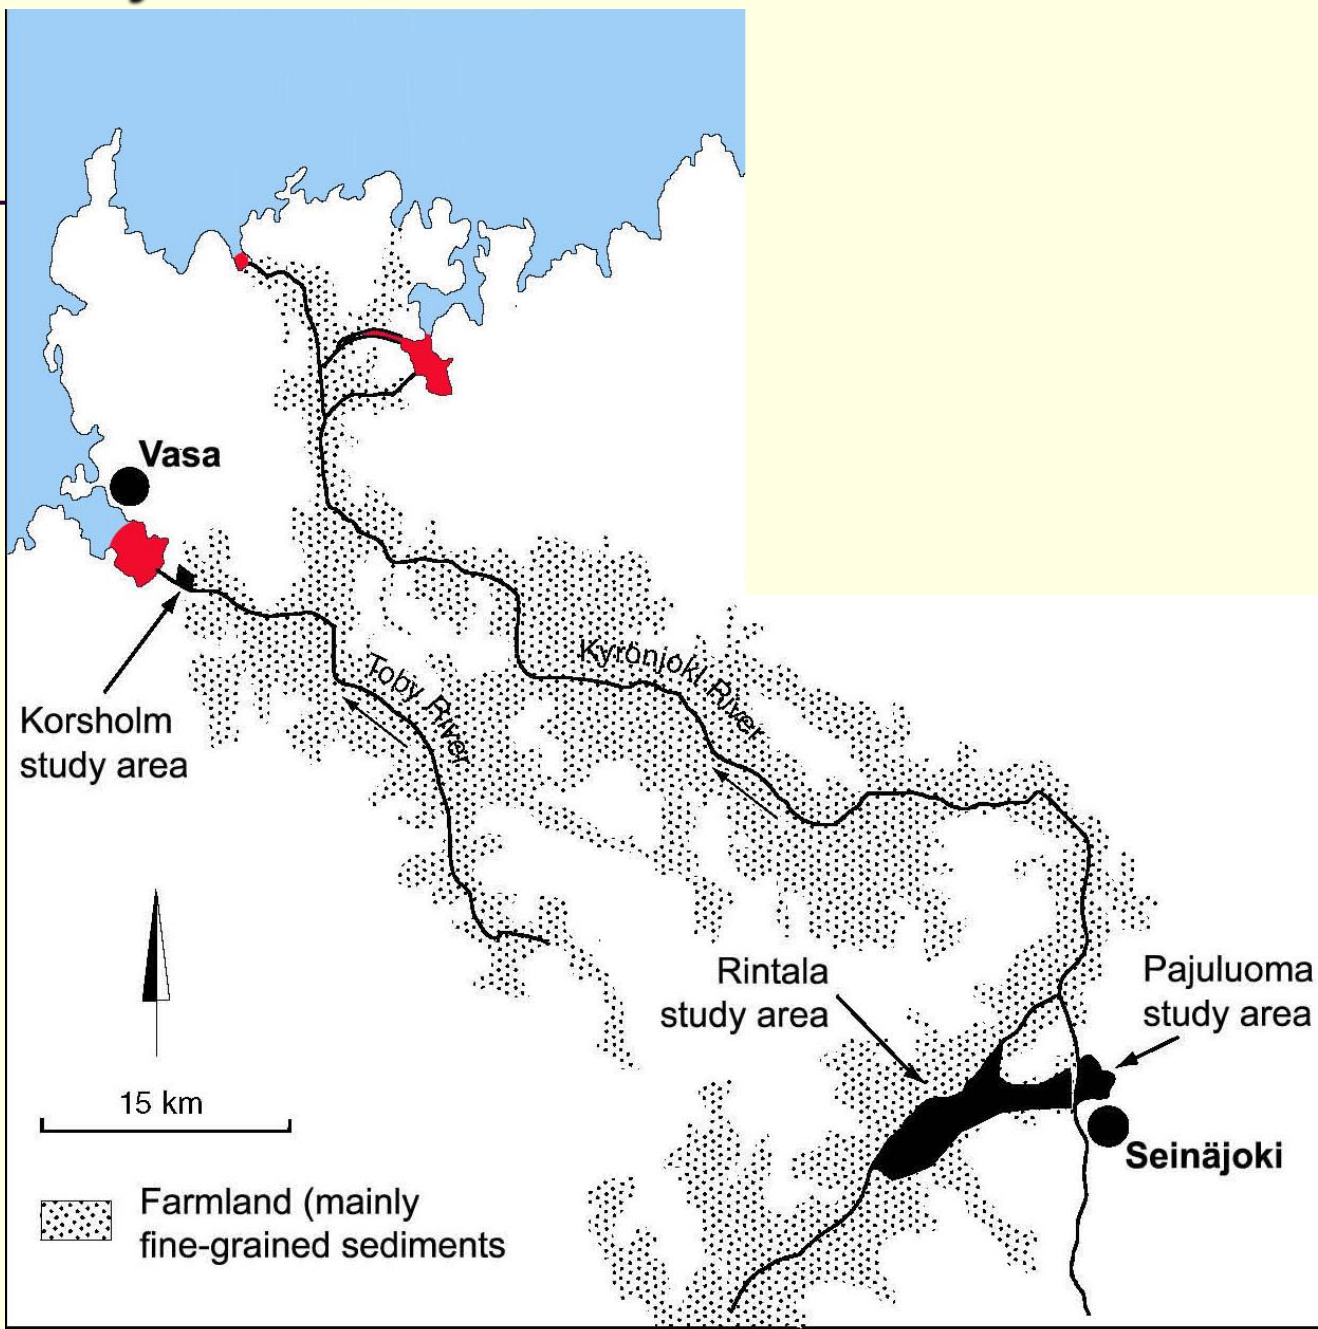 Vasa
Kyrönjoki River
Toby River
Korsholm
study area
Rintala
study area
Pajuluoma
study area
15 km
Seinäjoki
Farmland (mainly
fine-grained sediments